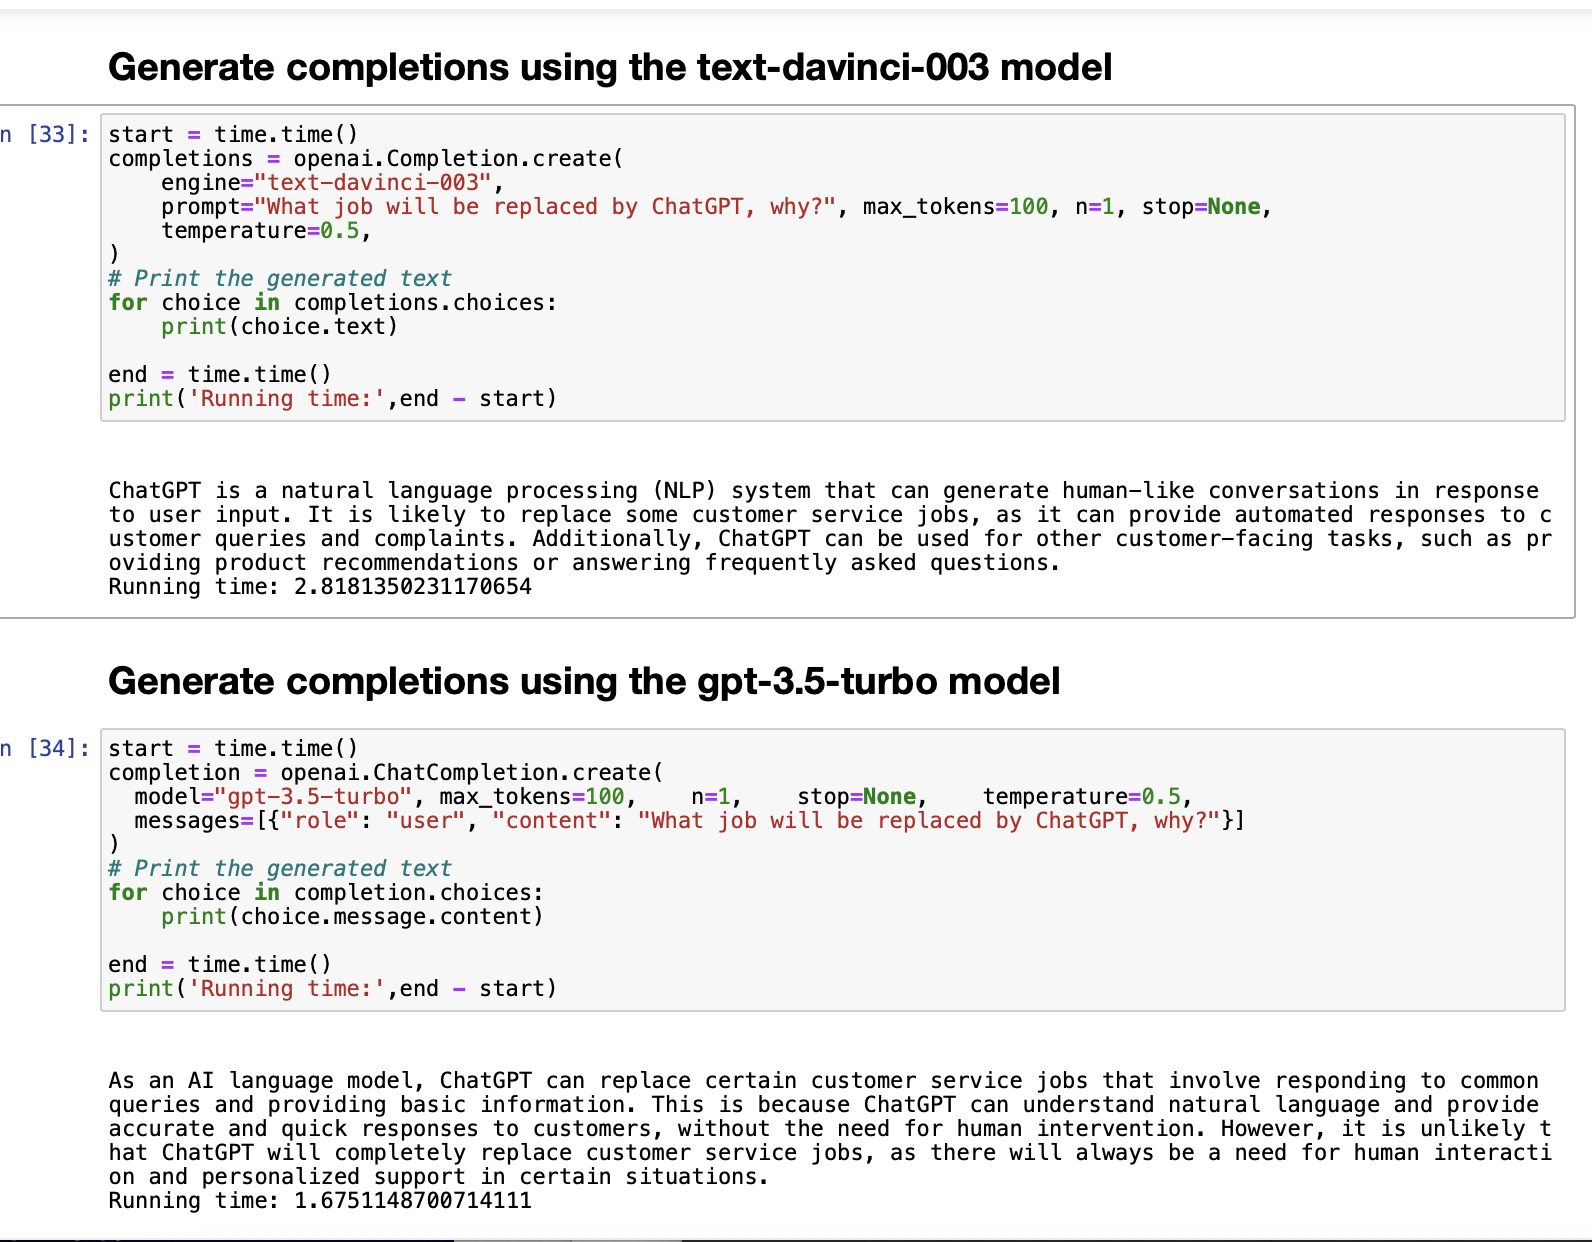 Generate completions using the text-davinci-003 model
n [33]:
start = time.time()
completions = openai.Completion.create(
    engine="text-davinci-003",
    prompt="What job will be replaced by ChatGPT, why?", max_tokens=100, n=1, stop=None,
    temperature=0.5,
)
# Print the generated text
for choice in completions.choices:
    print(choice.text)
end = time.time()
print('Running time:',end - start)
ChatGPT is a natural language processing (NLP) system that can generate human-like conversations in response
to user input. It is likely to replace some customer service jobs, as it can provide automated responses to c
ustomer queries and complaints. Additionally, ChatGPT can be used for other customer-facing tasks, such as pr
oviding product recommendations or answering frequently asked questions.
Running time: 2.8181350231170654
Generate completions using the gpt-3.5-turbo model
n [34]:
start = time.time()
completion = openai.ChatCompletion.create(
  model="gpt-3.5-turbo", max_tokens=100,    n=1,    stop=None,    temperature=0.5,
  messages=[{"role": "user", "content": "What job will be replaced by ChatGPT, why?"}]
)
# Print the generated text
for choice in completion.choices:
    print(choice.message.content)
end = time.time()
print('Running time:',end - start)
As an AI language model, ChatGPT can replace certain customer service jobs that involve responding to common
queries and providing basic information. This is because ChatGPT can understand natural language and provide
accurate and quick responses to customers, without the need for human intervention. However, it is unlikely t
hat ChatGPT will completely replace customer service jobs, as there will always be a need for human interacti
on and personalized support in certain situations.
Running time: 1.6751148700714111